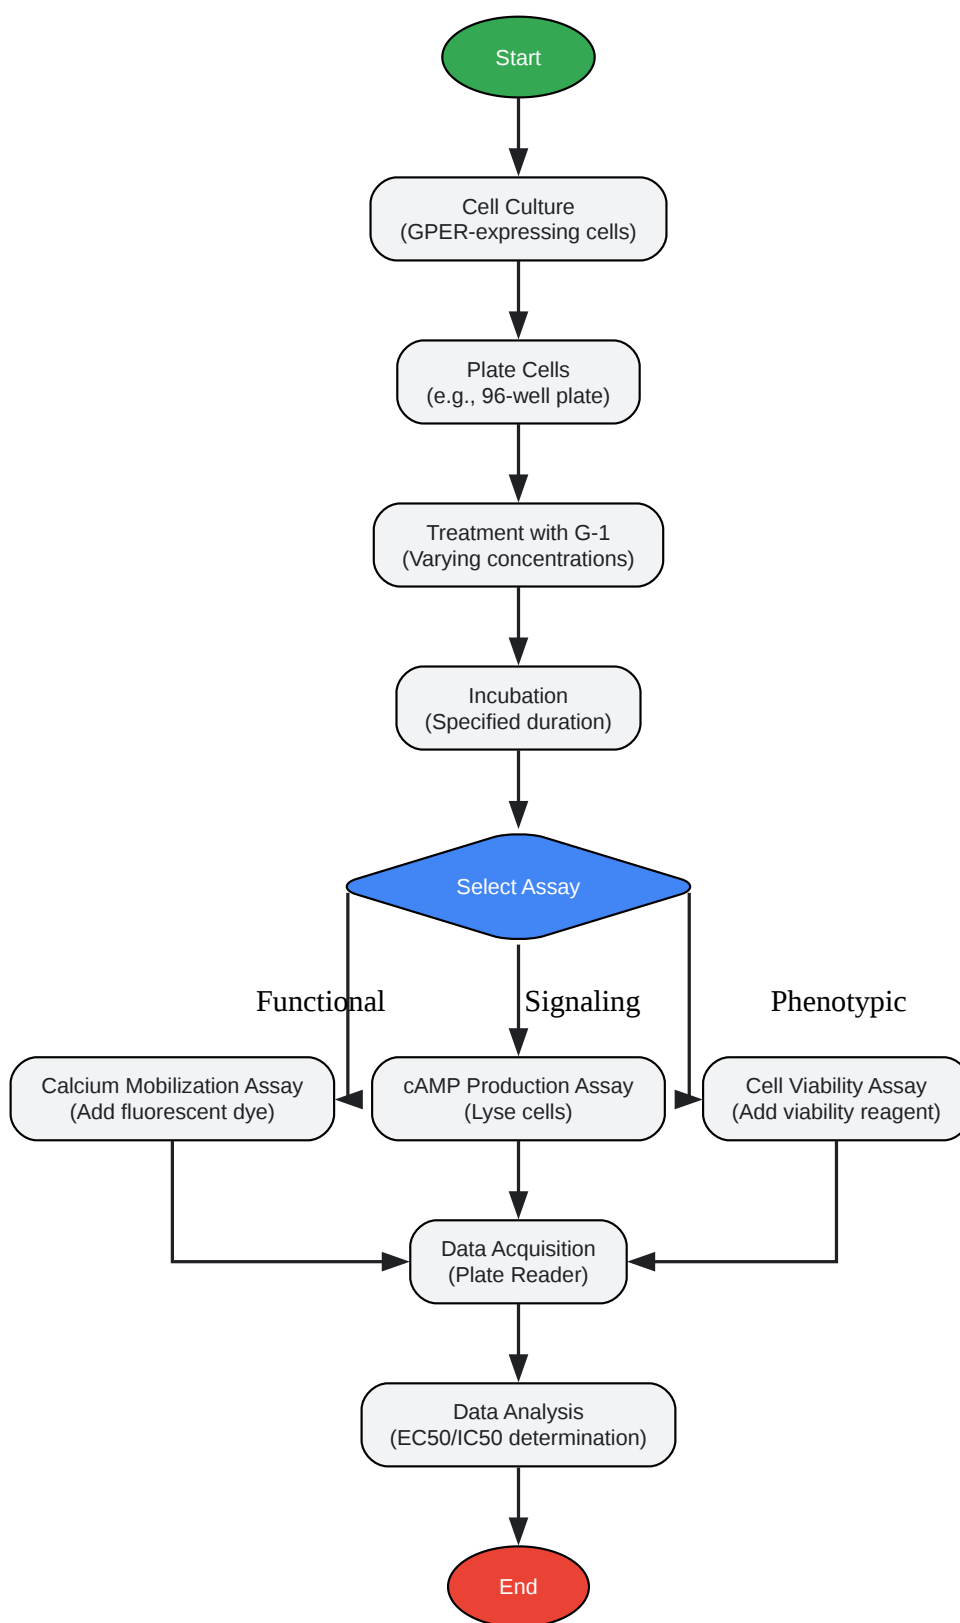 Start
Cell Culture
(GPER-expressing cells)
Plate Cells
(e.g., 96-well plate)
Treatment with G-1
(Varying concentrations)
Incubation
(Specified duration)
Select Assay
Functional
Signaling
Phenotypic
Calcium Mobilization Assay
(Add fluorescent dye)
cAMP Production Assay
(Lyse cells)
Cell Viability Assay
(Add viability reagent)
Data Acquisition
(Plate Reader)
Data Analysis
(EC50/IC50 determination)
End